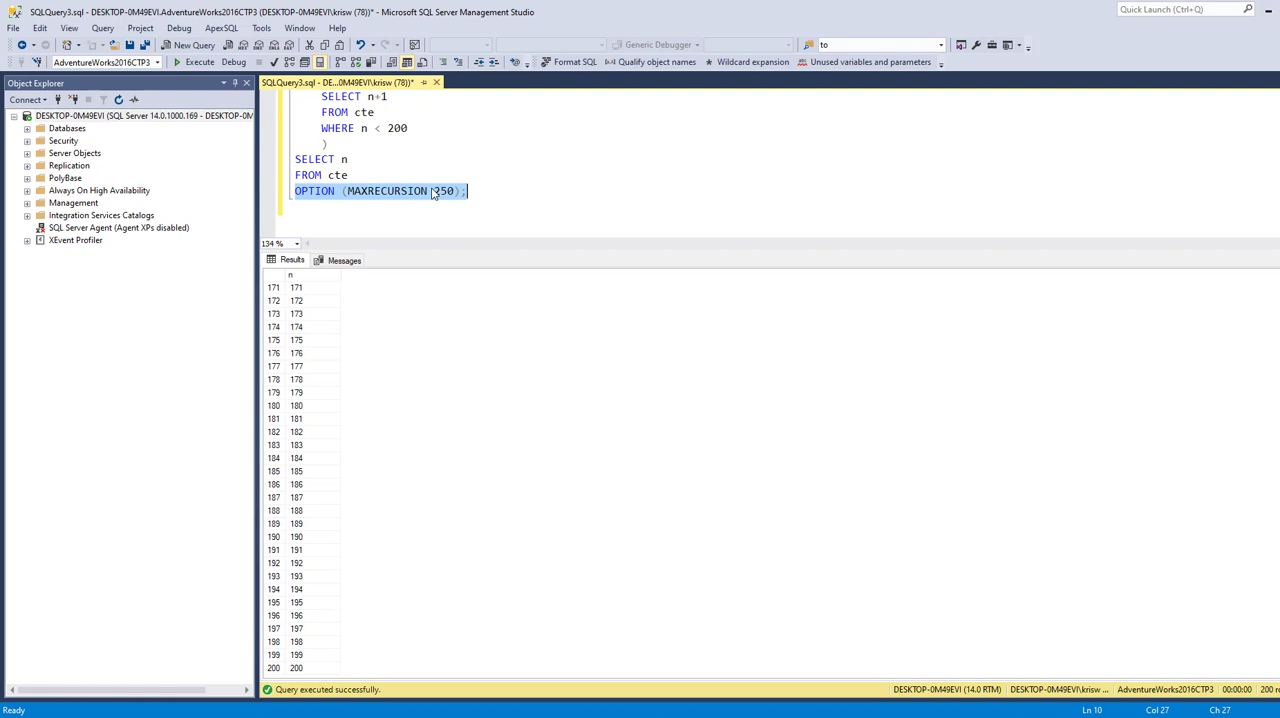 SQLQuery3.sql - DESKTOP-0M49EVI.AdventureWorks2016CTP3 (DESKTOP-0M49EVI\krisw (78))* - Microsoft SQL Server Management Studio
Quick Launch (Ctrl+Q)
File Edit View Query Project Debug ApexSQL Tools Window Help
New Query
Generic Debugger
to
AdventureWorks2016CTP3
Execute Debug
Format SQL Qualify object names Wildcard expansion Unused variables and parameters
Object Explorer
SQLQuery3.sql - DE...0M49EVI\krisw (78))*
Connect
DESKTOP-0M49EVI (SQL Server 14.0.1000.169 - DESKTOP-0M
Databases
Security
Server Objects
Replication
PolyBase
Always On High Availability
Management
Integration Services Catalogs
SQL Server Agent (Agent XPs disabled)
XEvent Profiler
SELECT n+1
FROM cte
WHERE n < 200
)
SELECT n
FROM cte
OPTION (MAXRECURSION 350);
134 %
Results Messages
n
171 171
172 172
173 173
174 174
175 175
176 176
177 177
178 178
179 179
180 180
181 181
182 182
183 183
184 184
185 185
186 186
187 187
188 188
189 189
190 190
191 191
192 192
193 193
194 194
195 195
196 196
197 197
198 198
199 199
200 200
Query executed successfully.
DESKTOP-0M49EVI (14.0 RTM) DESKTOP-0M49EVI\krisw ... AdventureWorks2016CTP3 00:00:00 200 ro
Ready
Ln 10 Col 27 Ch 27